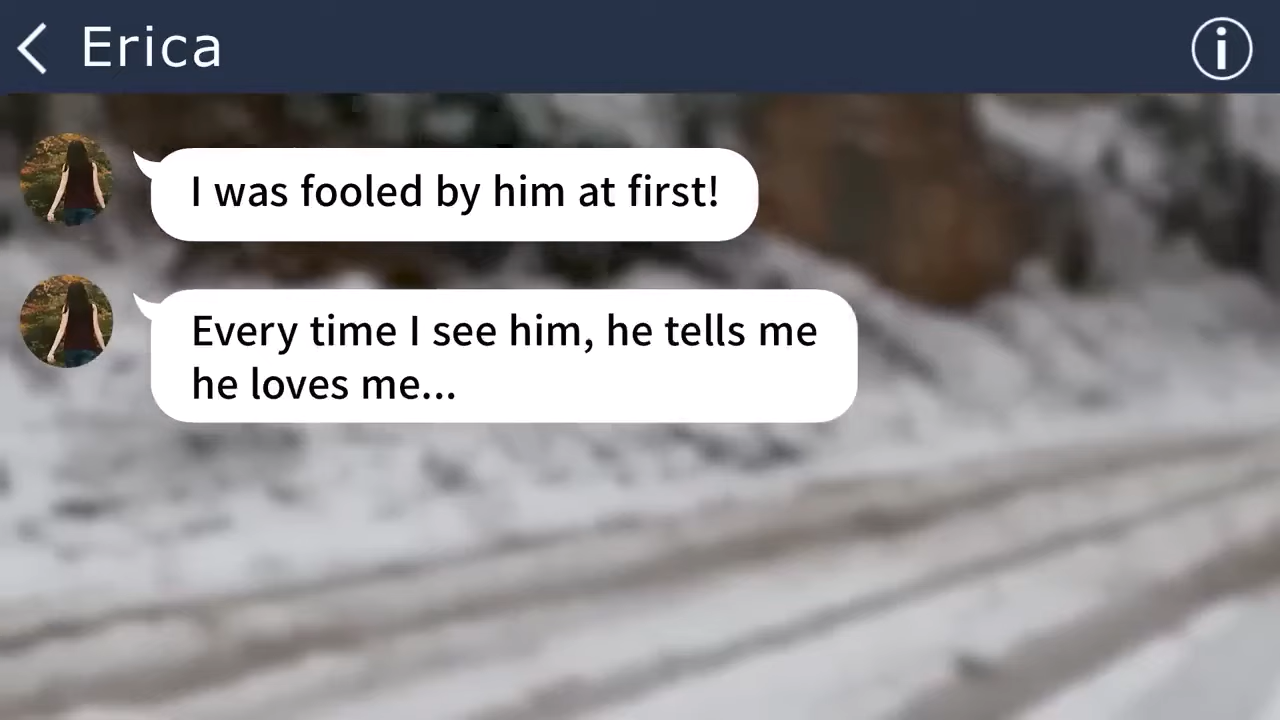 Erica
I was fooled by him at first!
Every time I see him, he tells me
he loves me...